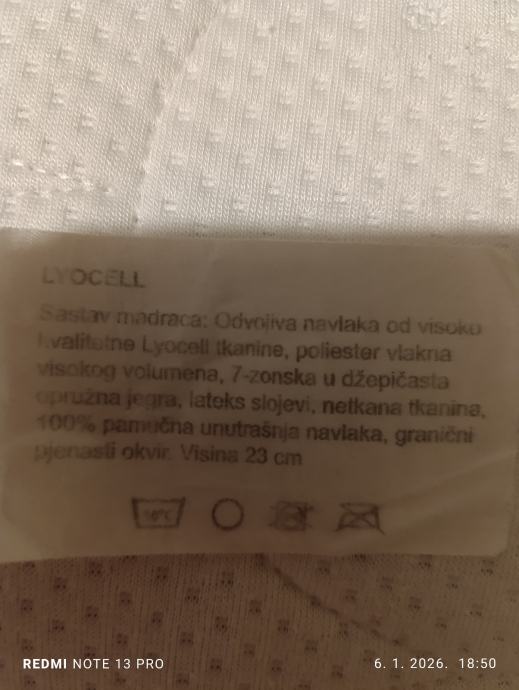 LYOCELL
Sastav madraca: Odvojiva navlaka od visoko
kvalitetne Lyocell tkanine, poliester vlakna
visokog volumena, 7-zonska u džepičasta
opružna jegra, lateks slojevi, netkana tkanina,
100% pamučna unutrašnja navlaka, granični
pjenasti okvir. Visina 23 cm
REDMI NOTE 13 PRO
6. 1. 2026. 18:50